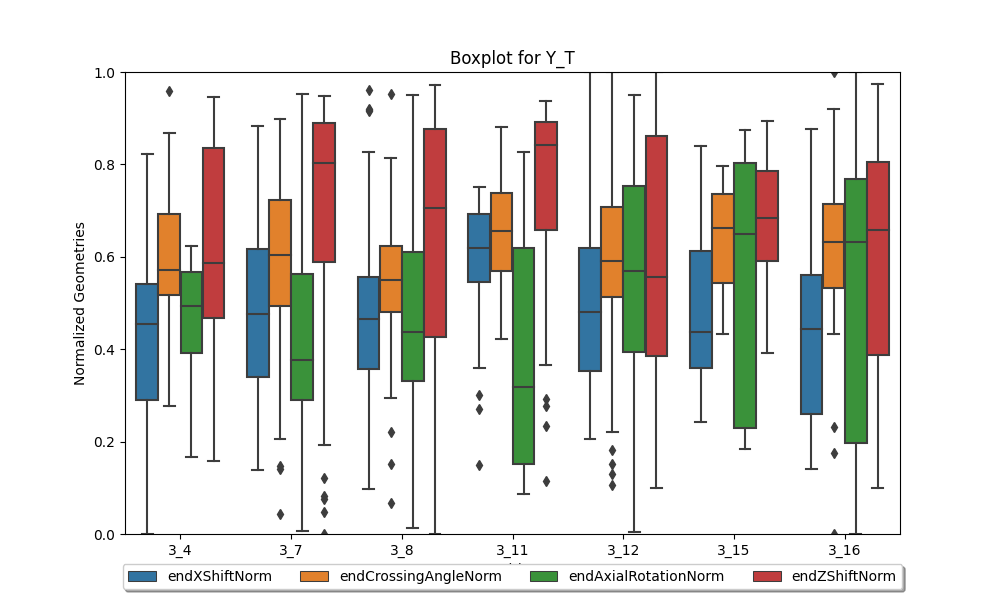 Boxplot for Y_T
Normalized Geometries
1.0
0.8
0.6
0.4
0.2
0.0
3_4 3_7 3_8 3_11 3_12 3_15 3_16
endXShiftNorm endCrossingAngleNorm endAxialRotationNorm endZShiftNorm